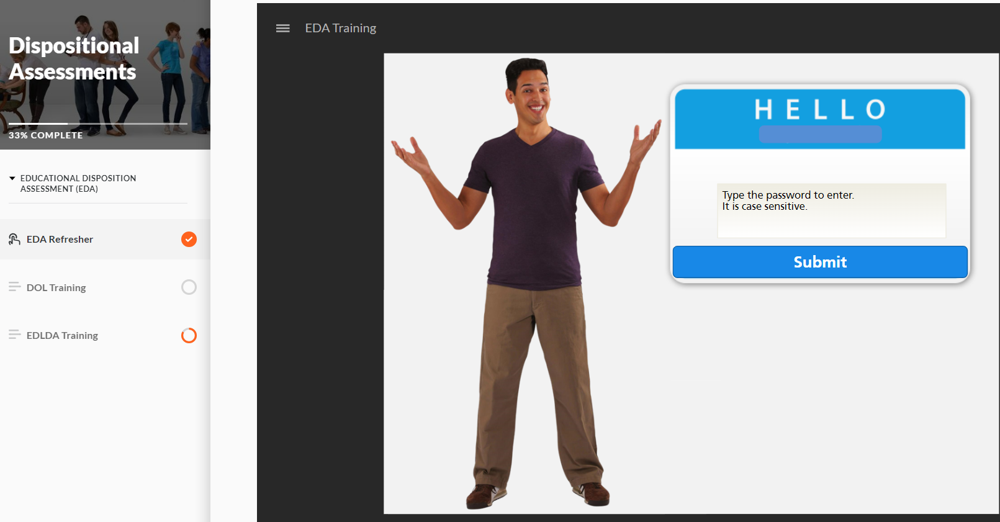 Dispositional
Assessments
33% COMPLETE
EDUCATIONAL DISPOSITION
ASSESSMENT (EDA)
EDA Refresher
DOL Training
EDLDA Training
EDA Training
HELLO
Type the password to enter.
It is case sensitive.
Submit